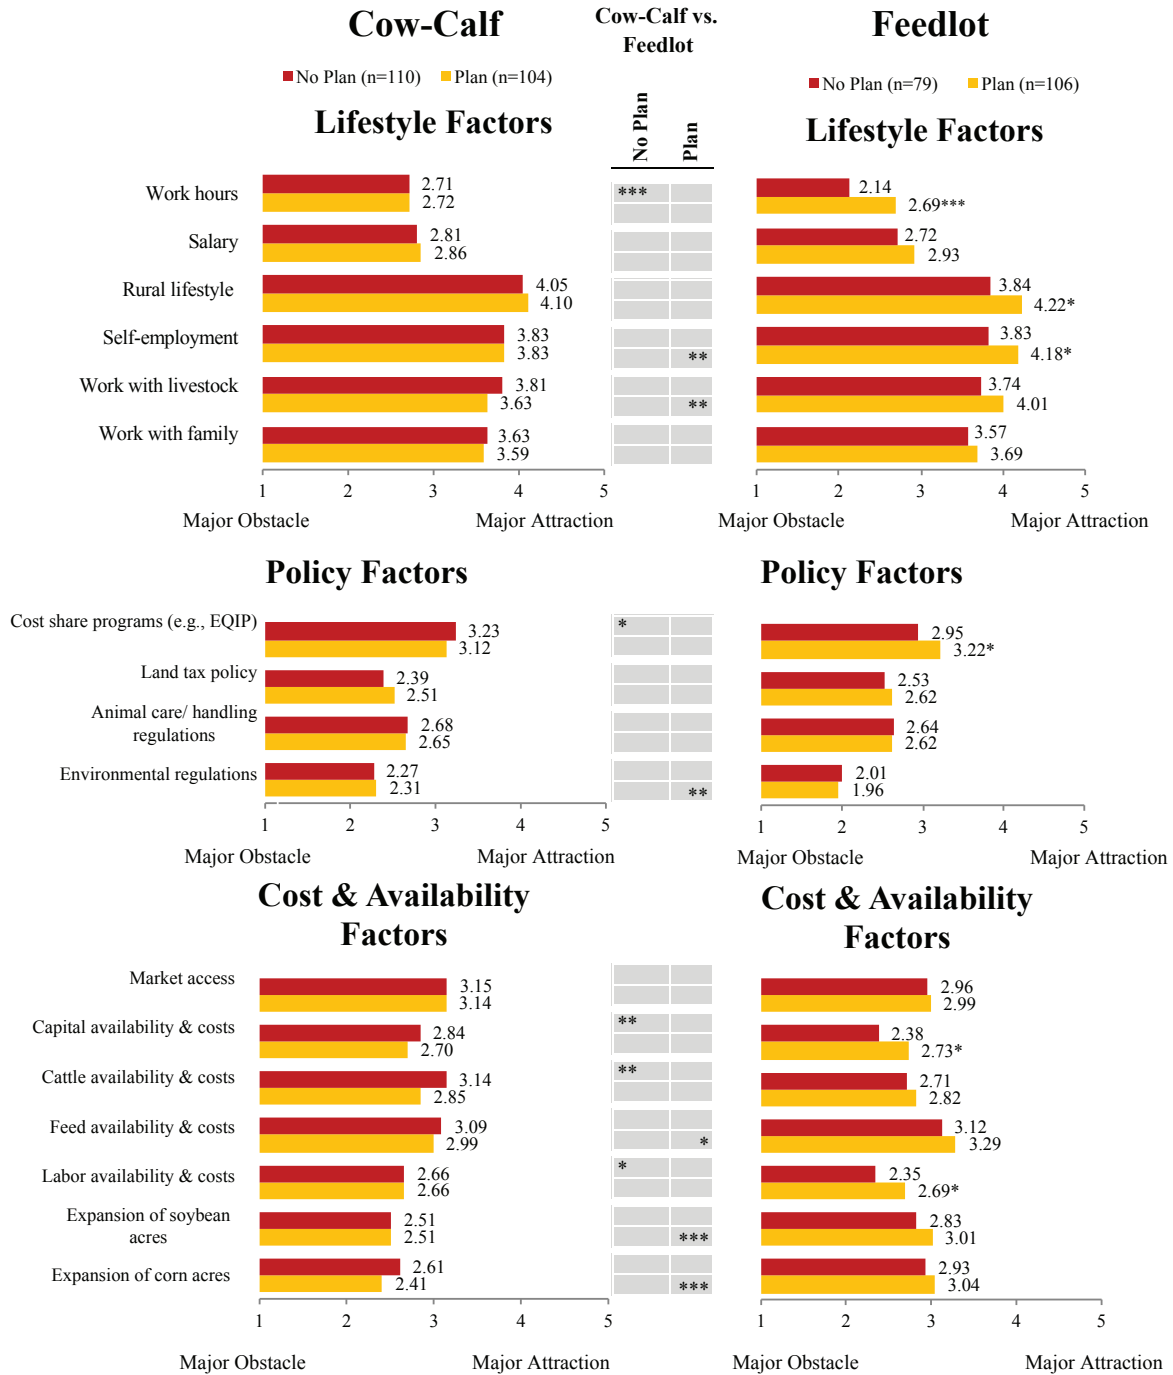 Cow-Calf
Cow-Calf vs.
Feedlot
Feedlot
No Plan (n=110) Plan (n=104)
No Plan (n=79) Plan (n=106)
Lifestyle Factors
No Plan
Plan
Lifestyle Factors
Work hours
2.71
2.72
***
2.14
2.69***
Salary
2.81
2.86
2.72
2.93
Rural lifestyle
4.05
4.10
3.84
4.22*
Self-employment
3.83
3.83
**
3.83
4.18*
Work with livestock
3.81
3.63
**
3.74
4.01
Work with family
3.63
3.59
3.57
3.69
1 2 3 4 5
1 2 3 4 5
Major Obstacle Major Attraction
Major Obstacle Major Attraction
Policy Factors
Policy Factors
Cost share programs (e.g., EQIP)
3.23
3.12
*
2.95
3.22*
Land tax policy
2.39
2.51
2.53
2.62
Animal care/ handling
regulations
2.68
2.65
2.64
2.62
Environmental regulations
2.27
2.31
**
2.01
1.96
1 2 3 4 5
1 2 3 4 5
Major Obstacle Major Attraction
Major Obstacle Major Attraction
Cost & Availability
Factors
Cost & Availability
Factors
Market access
3.15
3.14
2.96
2.99
Capital availability & costs
2.84
2.70
**
2.38
2.73*
Cattle availability & costs
3.14
2.85
**
2.71
2.82
Feed availability & costs
3.09
2.99
*
3.12
3.29
Labor availability & costs
2.66
2.66
*
2.35
2.69*
Expansion of soybean
acres
2.51
2.51
***
2.83
3.01
Expansion of corn acres
2.61
2.41
***
2.93
3.04
1 2 3 4 5
1 2 3 4 5
Major Obstacle Major Attraction
Major Obstacle Major Attraction